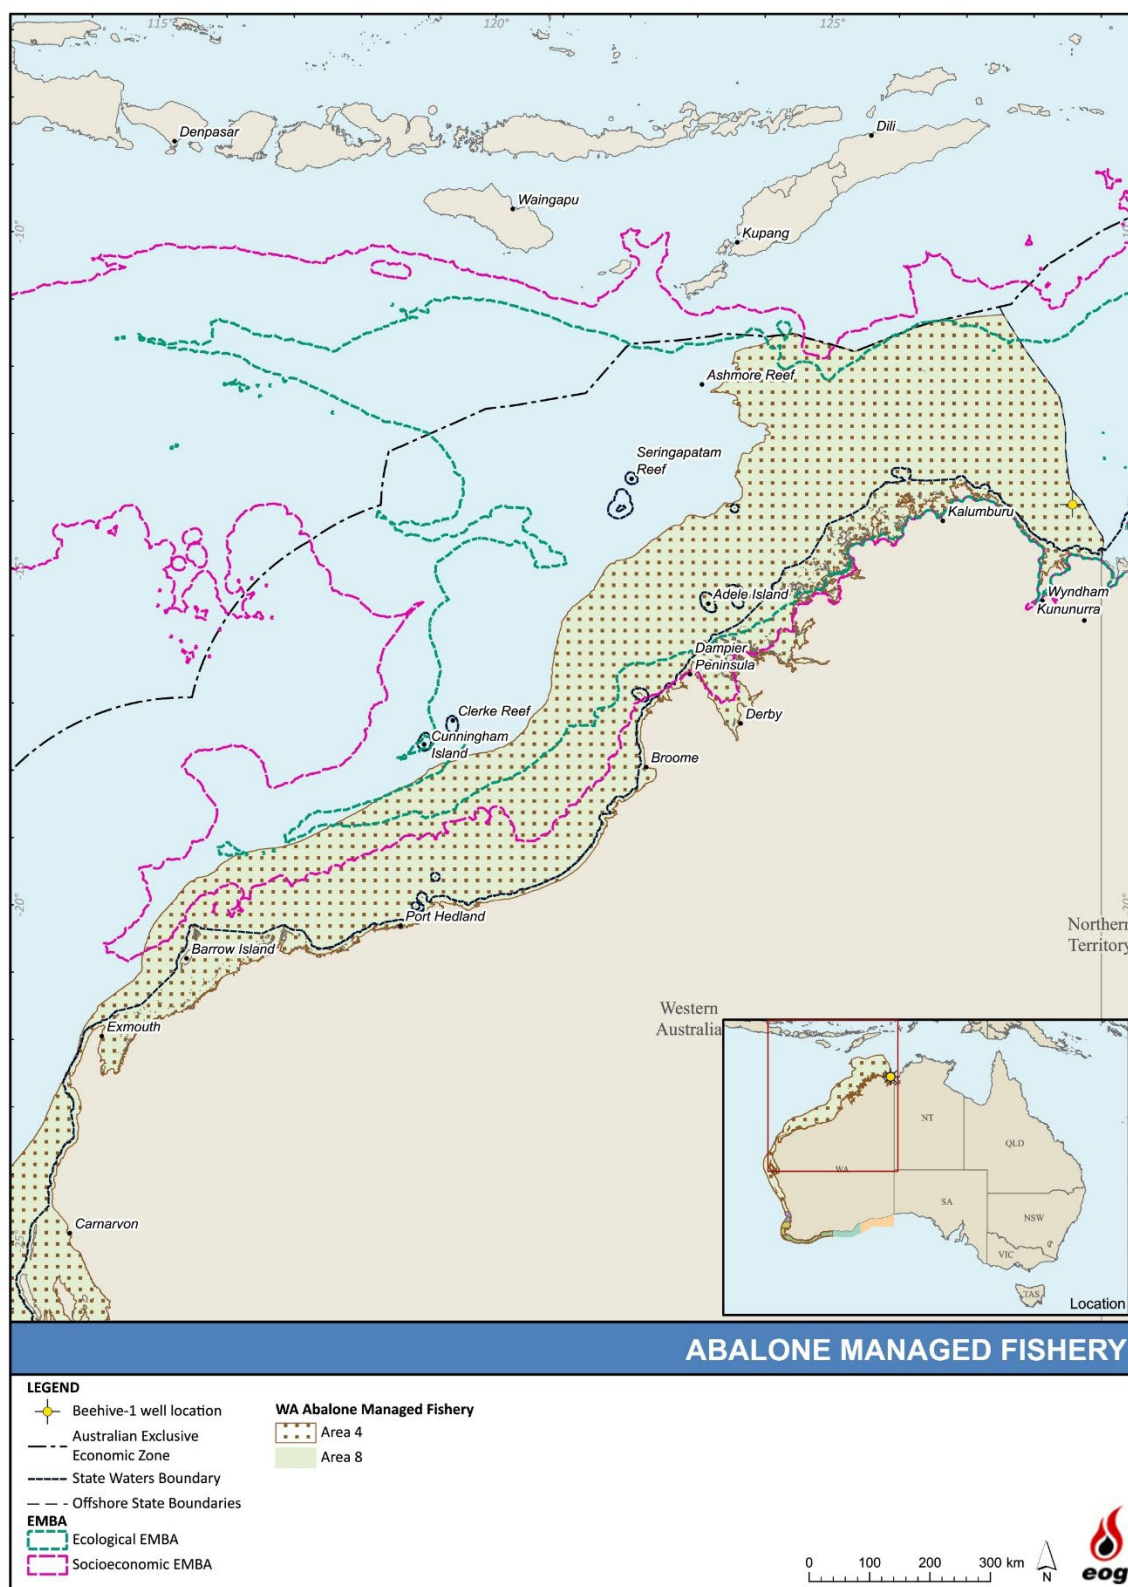 115°
120°
125°
Denpasar
Dili
Waingapu
Kupang
-10°
-10°
Ashmore Reef
Seringapatam
Reef
Kalumburu
-15°
Adele Island
Wyndham
Kununurra
Dampier
Peninsula
Clerke Reef
Cunningham
Island
Derby
Broome
-20°
-20°
Port Hedland
Northern
Territory
Barrow Island
Western
Australia
Exmouth
NT
QLD
WA
SA
NSW
VIC
TAS
Location
Carnarvon
-25°
ABALONE MANAGED FISHERY
LEGEND
Beehive-1 well location
Australian Exclusive
Economic Zone
State Waters Boundary
Offshore State Boundaries
EMBA
Ecological EMBA
Socioeconomic EMBA
WA Abalone Managed Fishery
Area 4
Area 8
0 100 200 300 km
N
eog